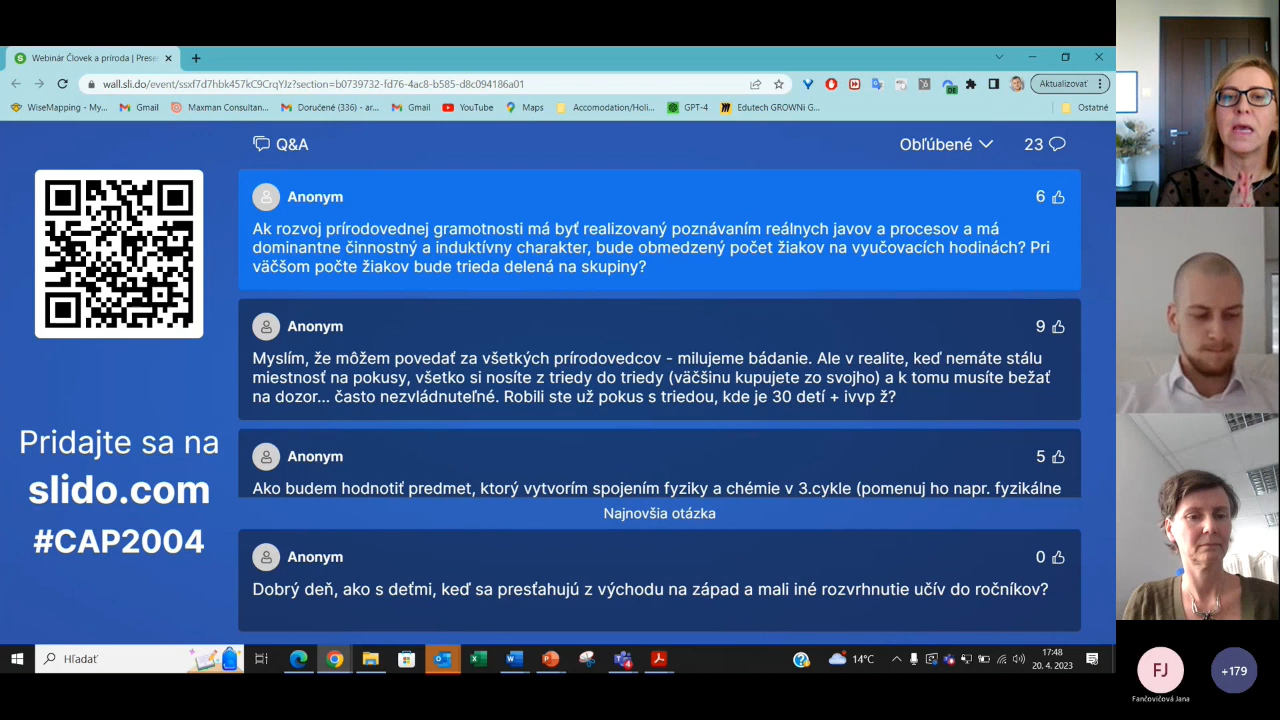 Webinár Človek a príroda | Prese
wall.sli.do/event/ssxf7d7hbk457kC9CrqYJz?section=b0739732-fd76-4ac8-b585-d8c094186a01
Aktualizovať
WiseMapping - My...
Gmail
Maxman Consultan...
Doručené (336) - ar...
Gmail
YouTube
Maps
Accomodation/Holi...
GPT-4
Edutech GROWNi G...
Ostatné
Q&A
Obľúbené
23
Anonym
6
Ak rozvoj prírodovednej gramotnosti má byť realizovaný poznávaním reálnych javov a procesov a má
dominantne činnostný a induktívny charakter, bude obmedzený počet žiakov na vyučovacích hodinách? Pri
väčšom počte žiakov bude trieda delená na skupiny?
Anonym
9
Myslím, že môžem povedať za všetkých prírodovedcov - milujeme bádanie. Ale v realite, keď nemáte stálu
miestnosť na pokusy, všetko si nosíte z triedy do triedy (väčšinu kupujete zo svojho) a k tomu musíte bežať
na dozor... často nezvládnuteľné. Robili ste už pokus s triedou, kde je 30 detí + ivvp ž?
Anonym
5
Ako budem hodnotiť predmet, ktorý vytvorím spojením fyziky a chémie v 3.cykle (pomenuj ho napr. fyzikálne
Najnovšia otázka
Anonym
0
Dobrý deň, ako s deťmi, keď sa presťahujú z východu na západ a mali iné rozvrhnutie učív do ročníkov?
Pridajte sa na
slido.com
#CAP2004
Hľadať
14°C
17:48
20. 4. 2023
FJ
Fančovičová Jana
+179